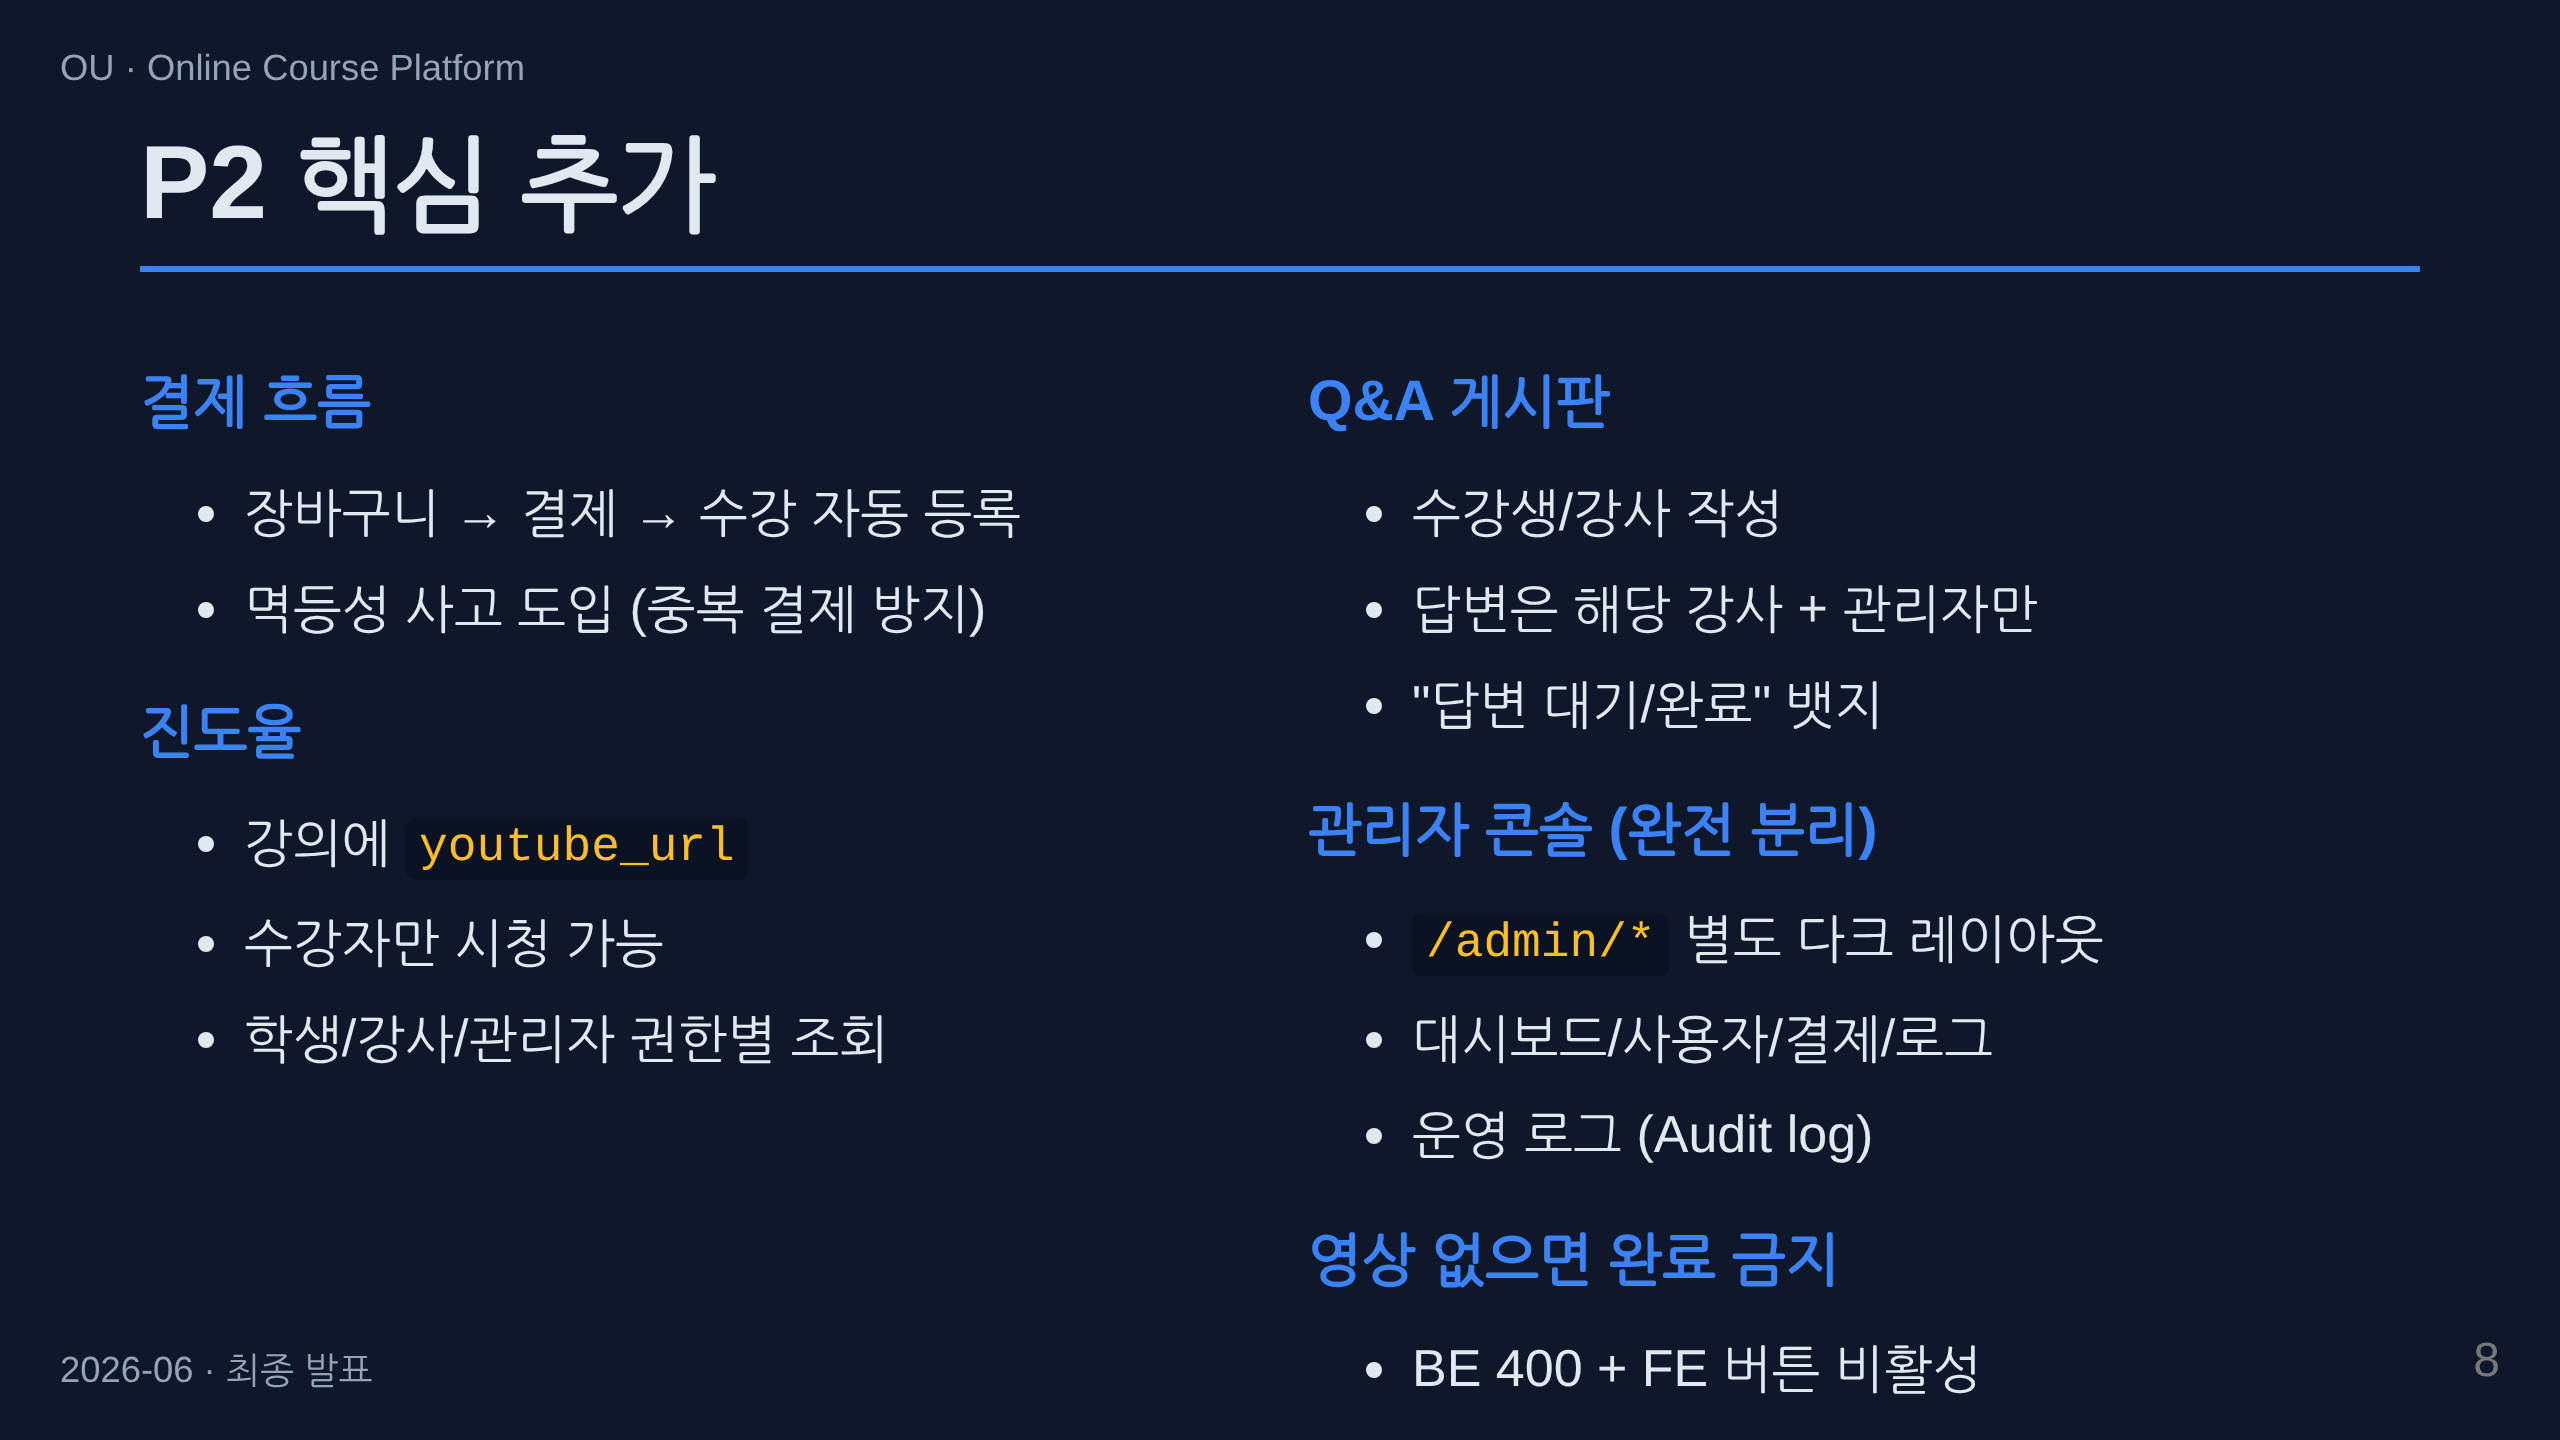 OU · Online Course Platform
P2 핵심 추가
결제 흐름
• 장바구니 → 결제 → 수강 자동 등록
• 멱등성 사고 도입 (중복 결제 방지)
진도율
• 강의에 youtube_url
• 수강자만 시청 가능
• 학생/강사/관리자 권한별 조회
Q&A 게시판
• 수강생/강사 작성
• 답변은 해당 강사 + 관리자만
• "답변 대기/완료" 뱃지
관리자 콘솔 (완전 분리)
• /admin/* 별도 다크 레이아웃
• 대시보드/사용자/결제/로그
• 운영 로그 (Audit log)
영상 없으면 완료 금지
• BE 400 + FE 버튼 비활성
2026-06 · 최종 발표
8